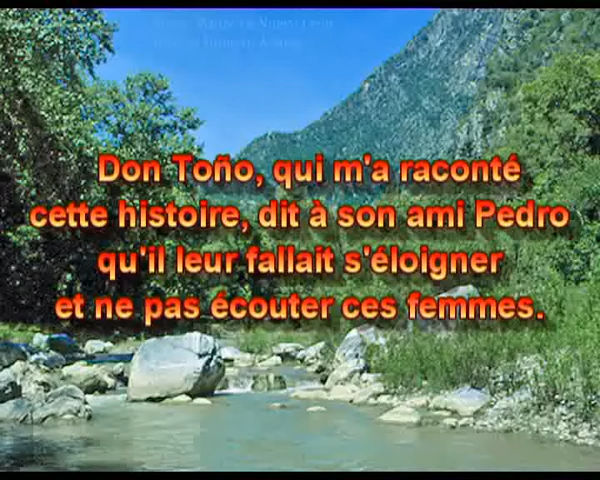 Don Toño, qui m'a raconté
cette histoire, dit à son ami Pedro
qu'il leur fallait s'éloigner
et ne pas écouter ces femmes.